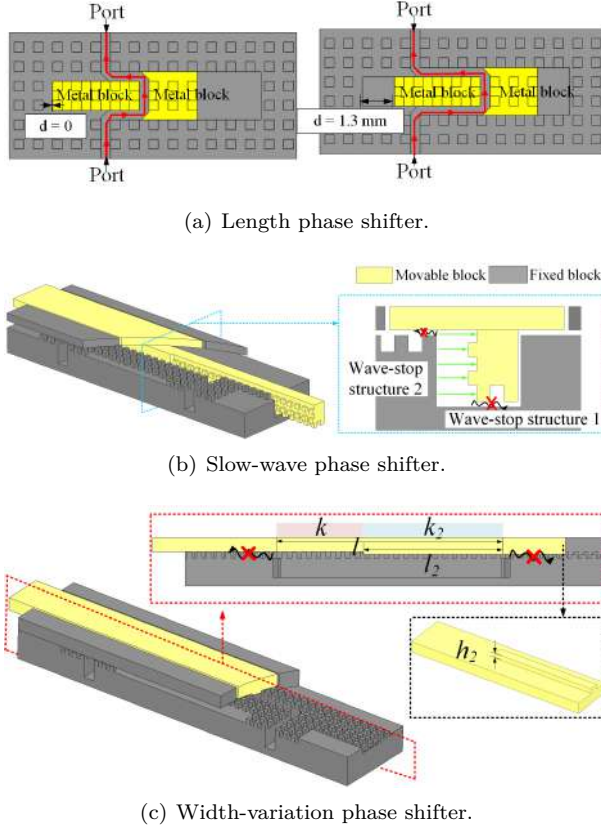 Port
Port
Metal block
Metal block
Metal block
Metal block
d = 0
d = 1.3 mm
Port
Port
(a) Length phase shifter.
Movable block
Fixed block
Wave-stop
structure 2
Wave-stop structure 1
(b) Slow-wave phase shifter.
k
k2
l
l2
h2
(c) Width-variation phase shifter.